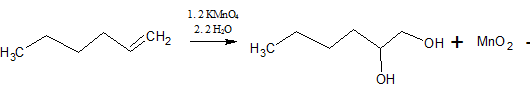 1. 2 KMnO₄
2. 2 H₂O
H₃C
CH₂
H₃C
OH
OH
+ MnO₂ -